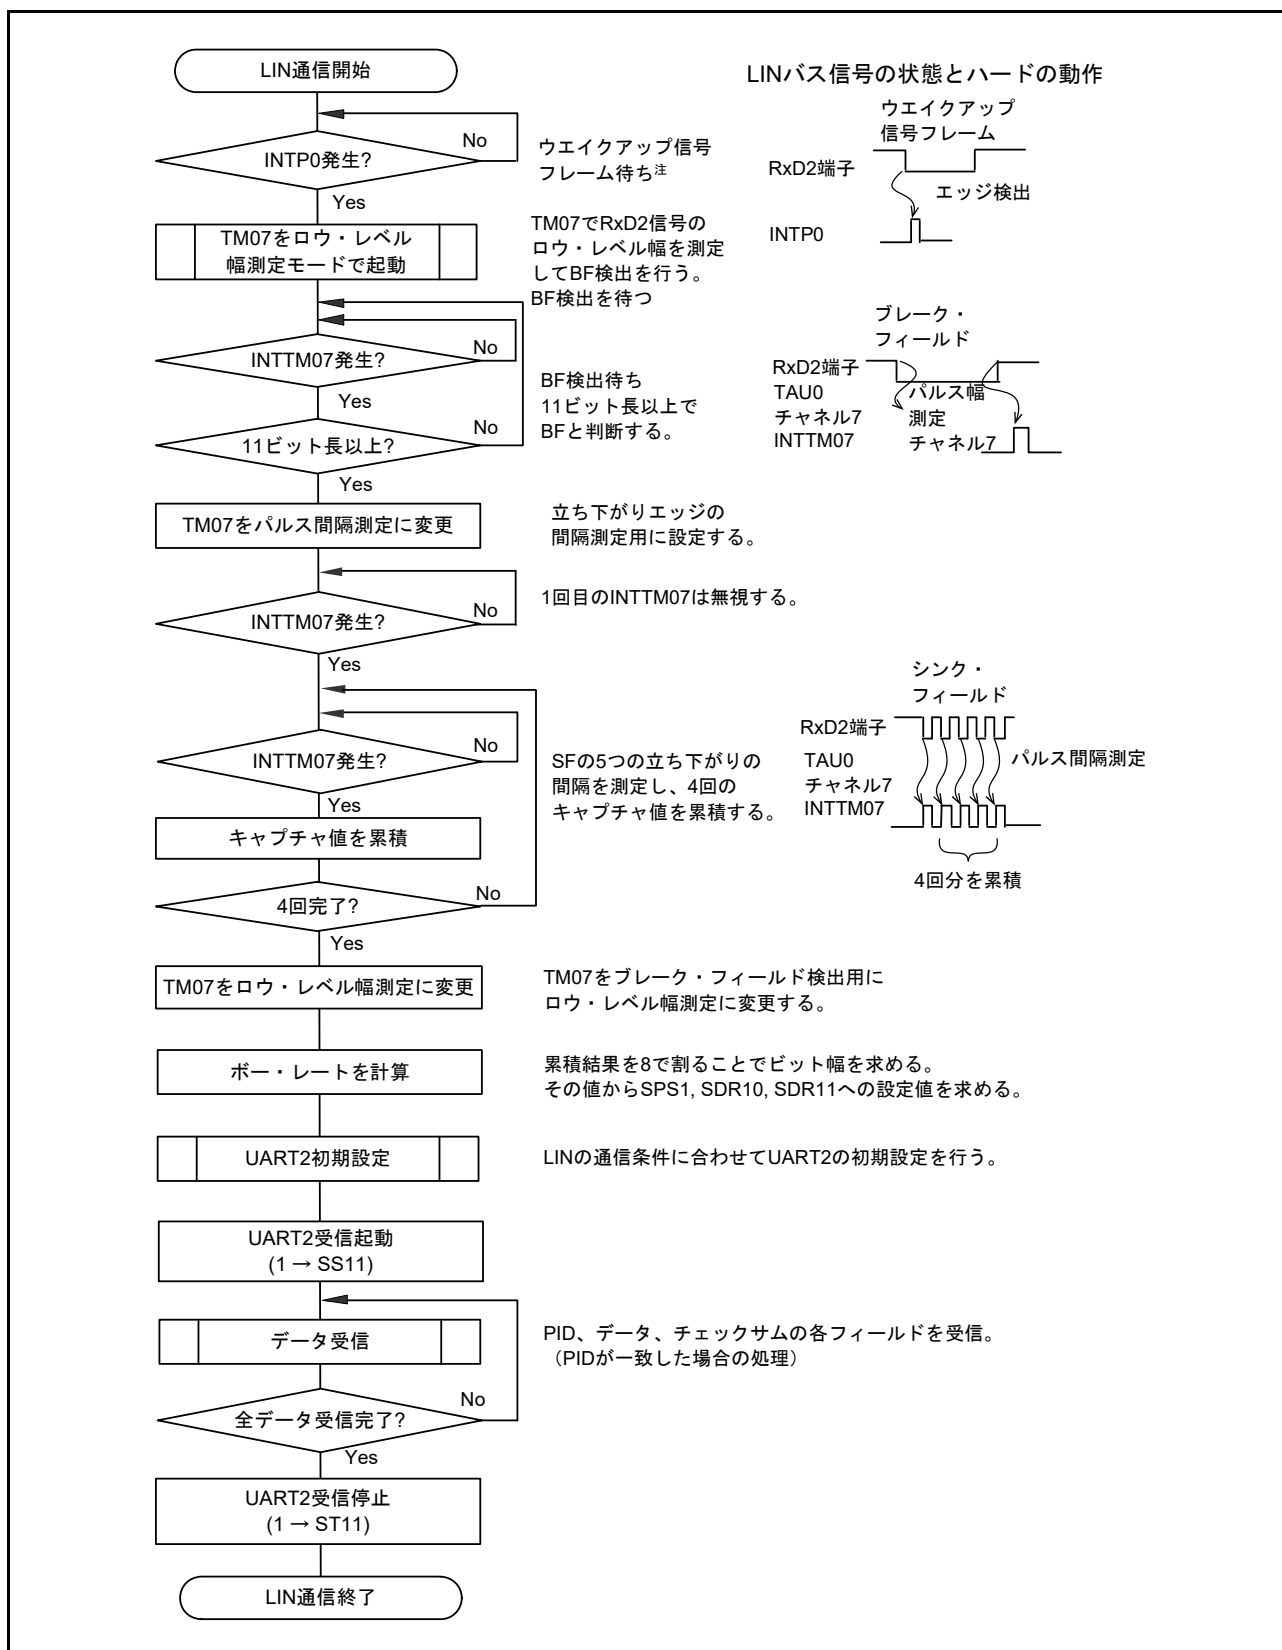 LIN通信開始
LINバス信号の状態とハードの動作
INTP0発生?
No
Yes
ウエイクアップ信号
フレーム待ち注
ウエイクアップ
信号フレーム
RxD2端子
エッジ検出
INTP0
TM07をロウ・レベル
幅測定モードで起動
TM07でRxD2信号の
ロウ・レベル幅を測定
してBF検出を行う。
BF検出を待つ
INTTM07発生?
No
Yes
11ビット長以上?
No
Yes
BF検出待ち
11ビット長以上で
BFと判断する。
ブレーク・
フィールド
RxD2端子
TAU0
チャネル7
INTTM07
パルス幅
測定
チャネル7
TM07をパルス間隔測定に変更
立ち下がりエッジの
間隔測定用に設定する。
INTTM07発生?
No
Yes
1回目のINTTM07は無視する。
INTTM07発生?
No
Yes
キャプチャ値を累積
4回完了?
No
Yes
SFの5つの立ち下がりの
間隔を測定し、4回の
キャプチャ値を累積する。
シンク・
フィールド
RxD2端子
TAU0
チャネル7
INTTM07
パルス間隔測定
4回分を累積
TM07をロウ・レベル幅測定に変更
TM07をブレーク・フィールド検出用に
ロウ・レベル幅測定に変更する。
ボー・レートを計算
累積結果を8で割ることでビット幅を求める。
その値からSPS1, SDR10, SDR11への設定値を求める。
UART2初期設定
LINの通信条件に合わせてUART2の初期設定を行う。
UART2受信起動
(1 → SS11)
データ受信
PID、データ、チェックサムの各フィールドを受信。
（PIDが一致した場合の処理）
全データ受信完了?
No
Yes
UART2受信停止
(1 → ST11)
LIN通信終了